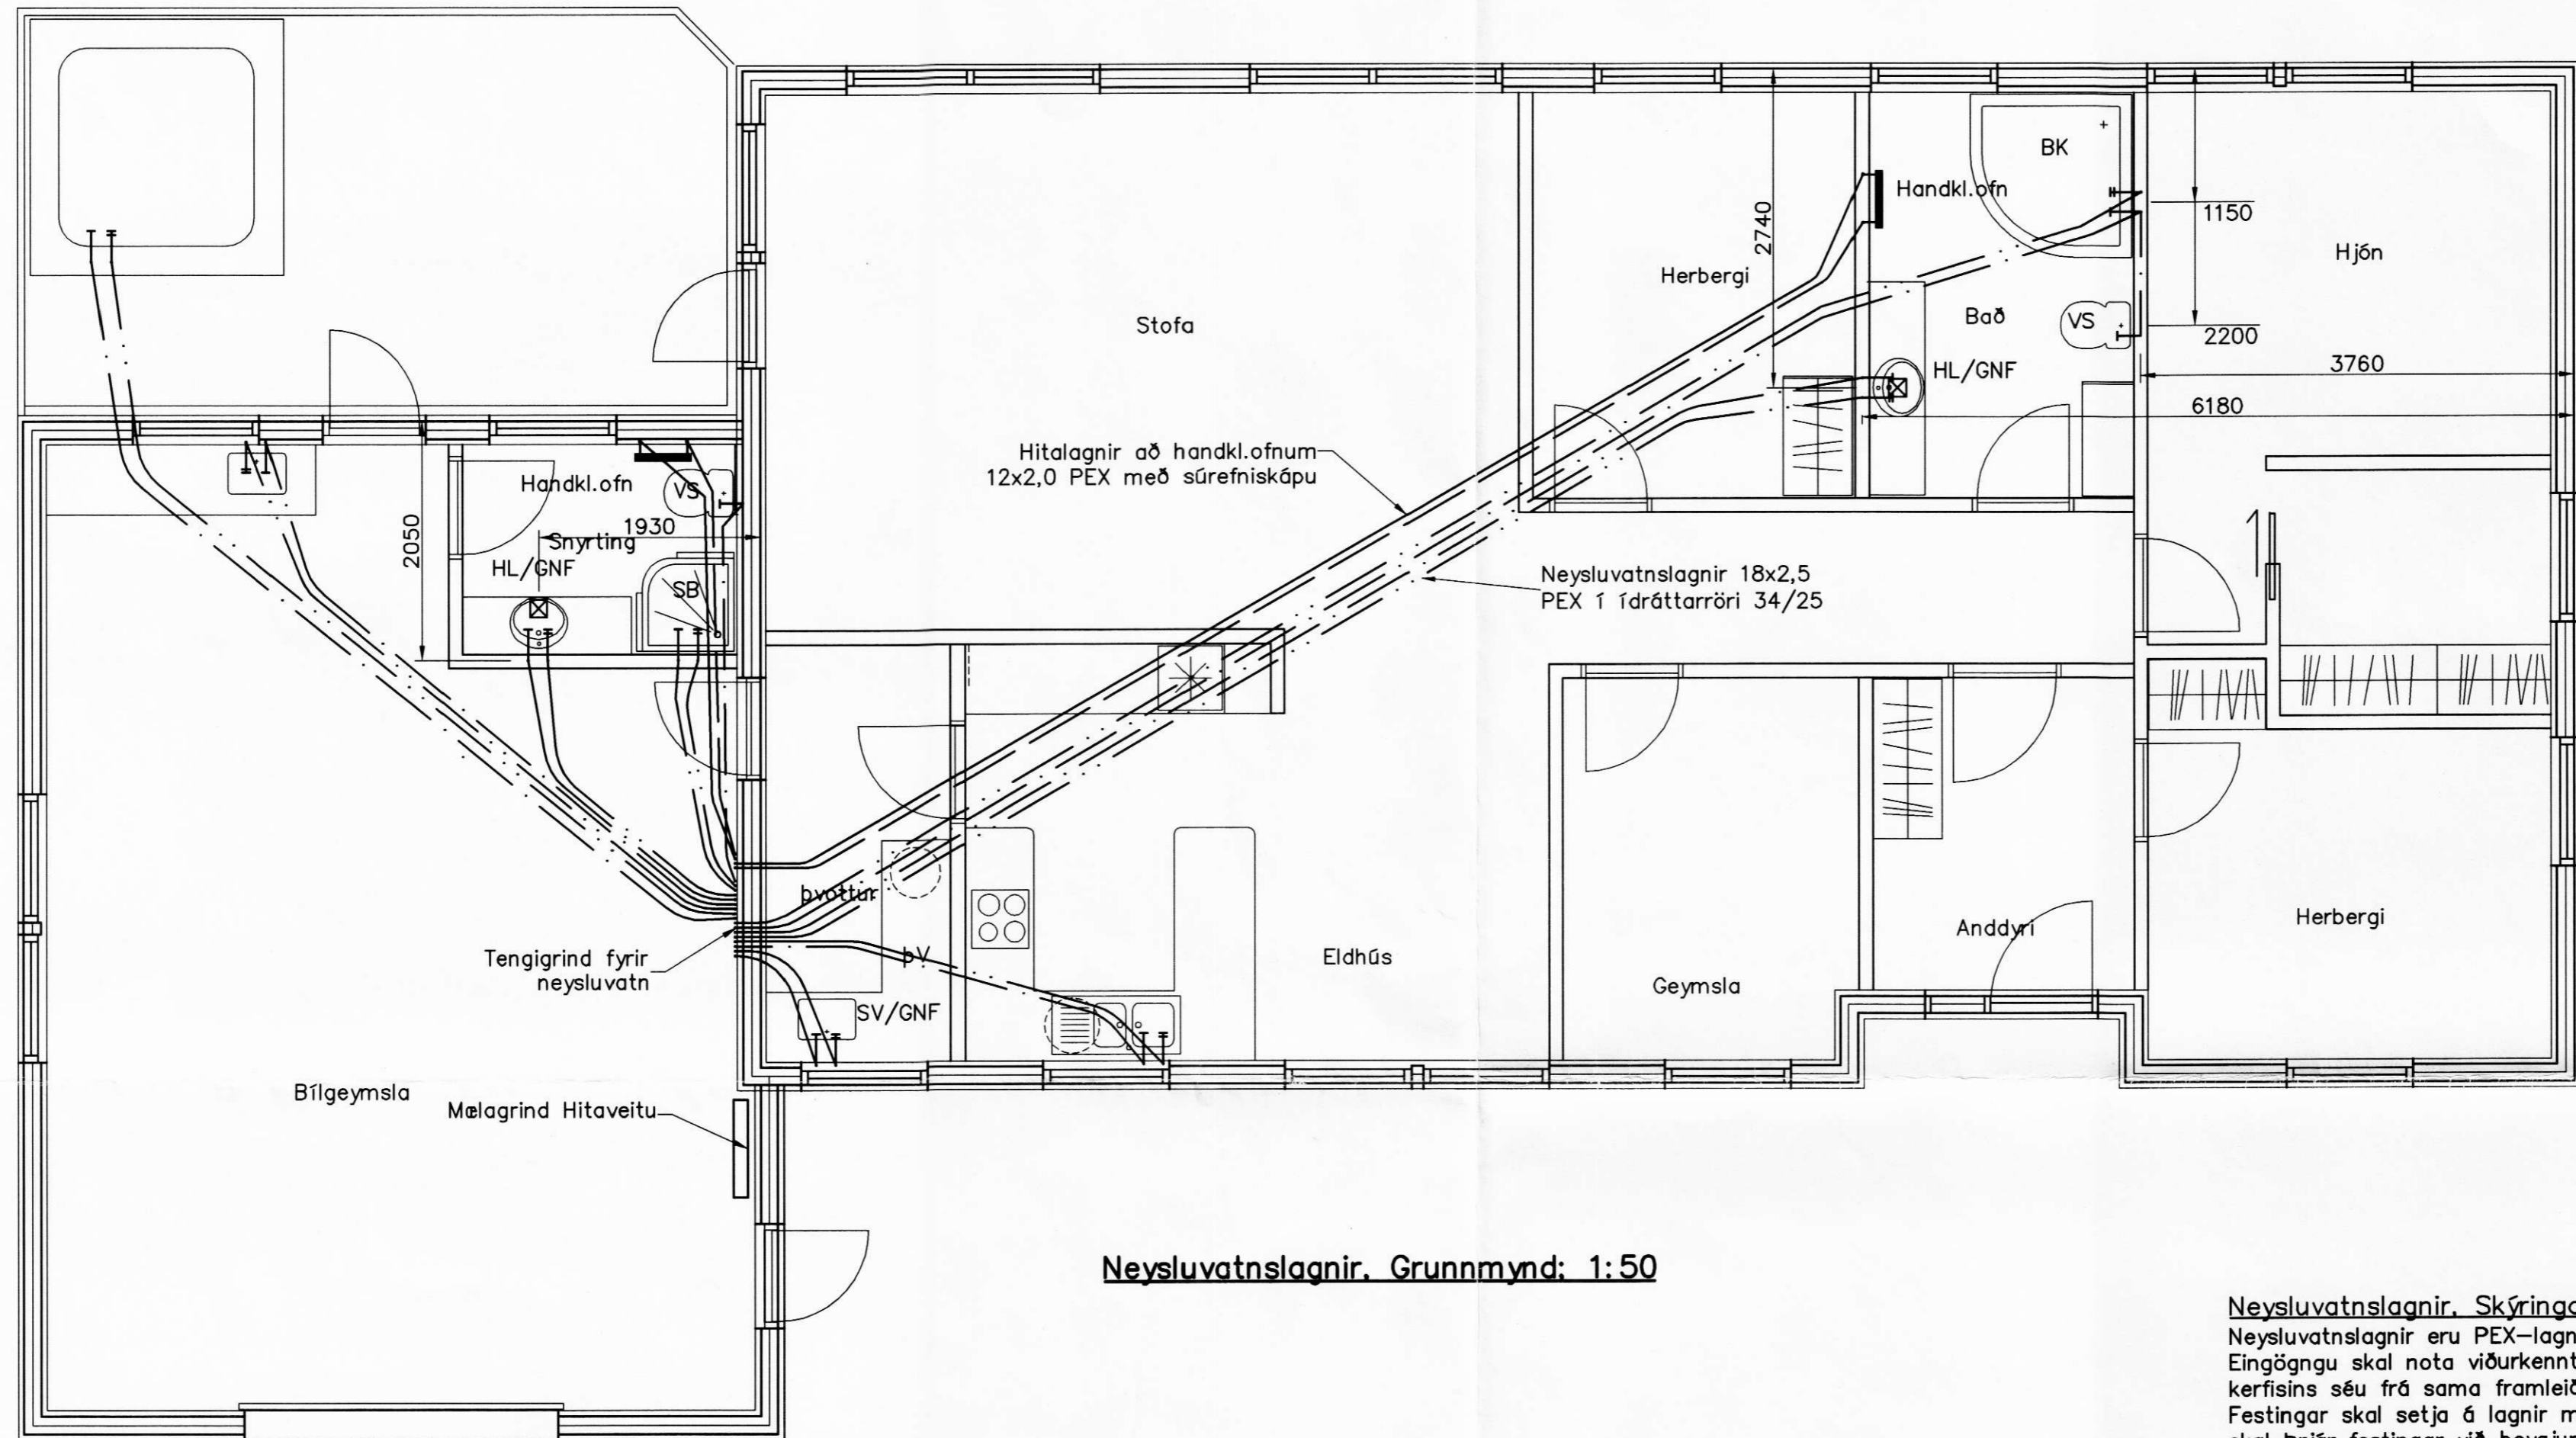 BK
Handkl.ofn
1150
2740
Hjón
Herbergi
Stofa
Bað
VS
2200
HL/GNF
3760
6180
Hitalagnir að handkl.ofnum
12x2,0 PEX með súrefniskápu
Handkl.ofn
VS
1930
2050
Snyrting
HL/GNF
SB
Neysluvatnslagnir 18x2,5
PEX í ídráttarröri 34/25
þvottur
Herbergi
Anddyri
Tengigrind fyrir
neysluvatn
þV
Eldhús
Geymsla
SV/GNF
Bílgeymsla
Mælagrind Hitaveitu
Neysluvatnslagnir. Grunnmynd: 1:50
Neysluvatnslagnir. Skýringa
Neysluvatnslagnir eru PEX-lagn
Eingögngu skal nota viðurkennt
kerfisins séu frá sama framleið
Festingar skal setja á lagnir m